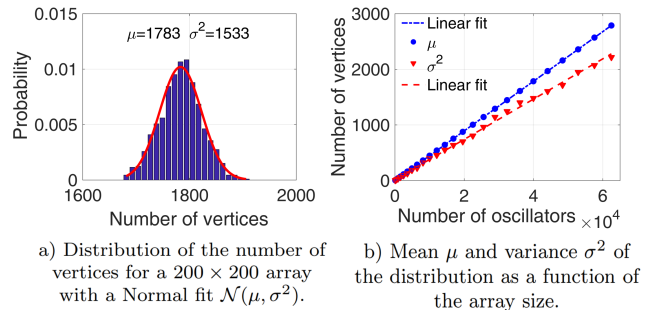 μ=1783 σ²=1533
0.015
0.01
0.005
0
Probability
1600
1800
2000
Number of vertices
a) Distribution of the number of
vertices for a 200 × 200 array
with a Normal fit 𝒩(μ, σ²).
3000
2000
1000
0
Number of vertices
Linear fit
μ
σ²
Linear fit
0
2
4
6
×10⁴
Number of oscillators
b) Mean μ and variance σ² of
the distribution as a function of
the array size.